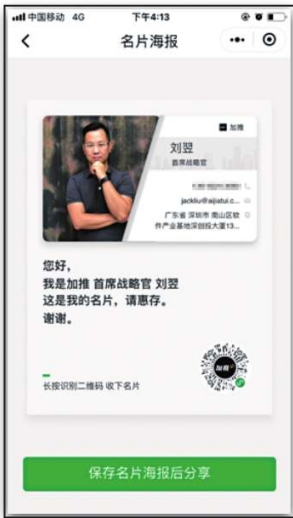 中国移动 4G 下午4:13
名片海报
加推
刘翌
首席战略官
jackliu@aijiatui.c...
广东省 深圳市 南山区软
件产业基地深创投大厦13...
您好,
我是加推 首席战略官 刘翌
这是我的名片，请惠存。
谢谢。
加推
长按识别二维码 收下名片
保存名片海报后分享